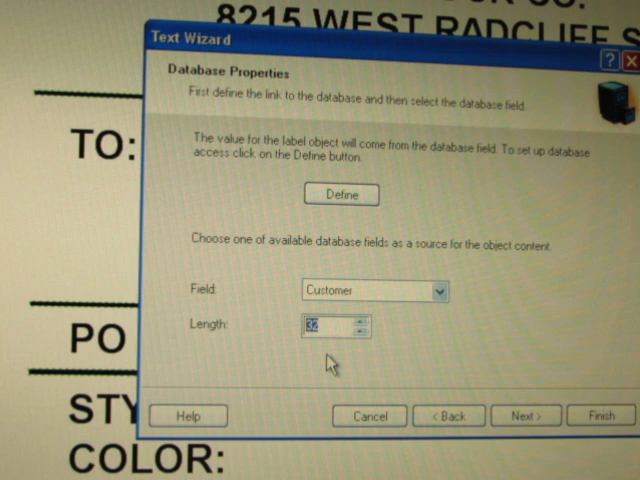 8215 WEST RADCLIFF
Text Wizard
Database Properties
First define the link to the database and then select the database field.
TO:
The value for the label object will come from the database field. To set up database
access click on the Define button.
Define
Choose one of available database fields as a source for the object content.
Field: Customer
Length: 32
PO
STY
Help Cancel < Back Next > Finish
COLOR: